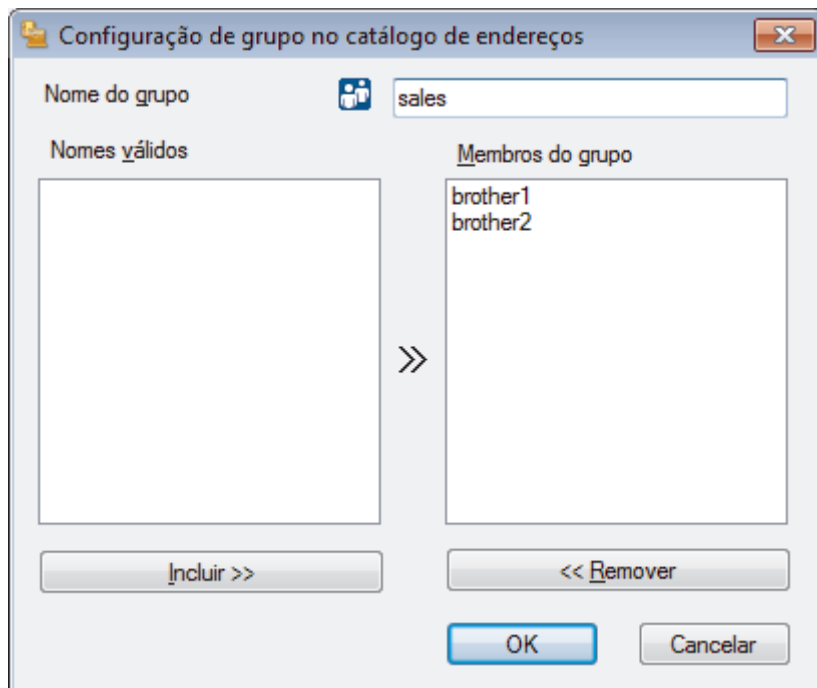 Configuração de grupo no catálogo de endereços
Nome do grupo
sales
Nomes válidos
Membros do grupo
brother1
brother2
Incluir >>
<< Remover
OK
Cancelar